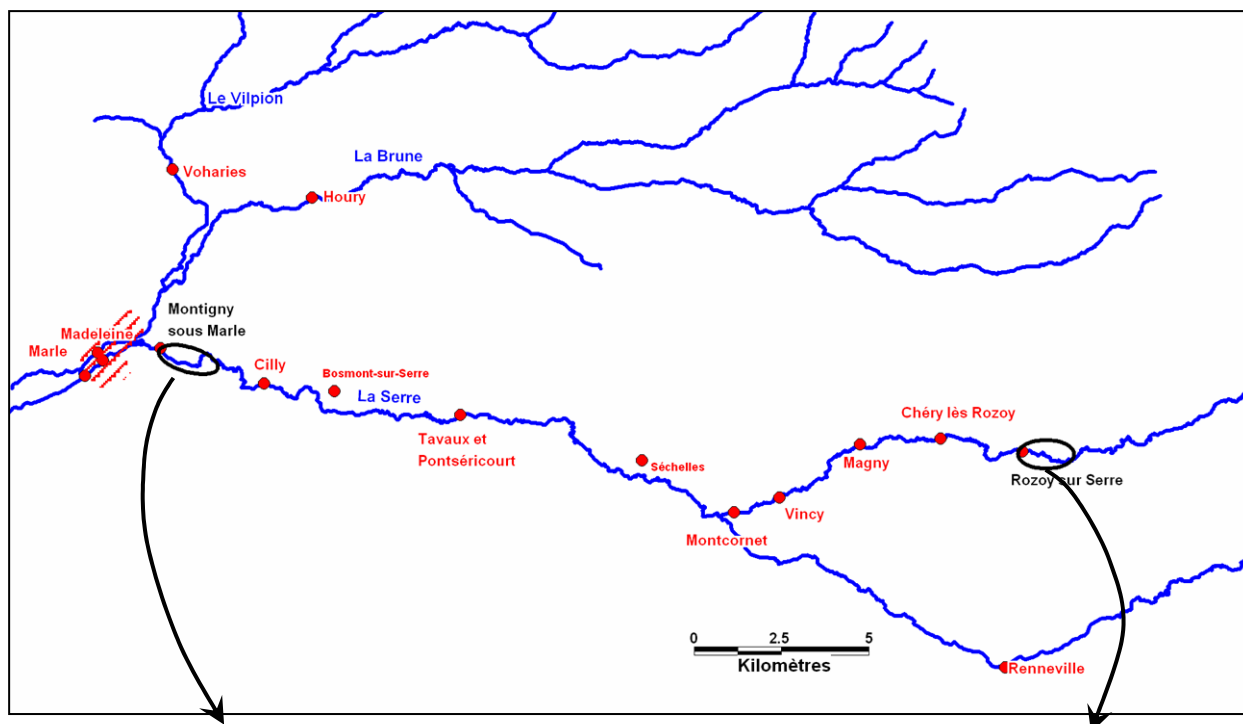 Le Vilpion
La Brune
Voharies
Houry
Montigny
sous Marle
Madeleine
Marle
Cilly
Bosmont-sur-Serre
La Serre
Tavaux et
Pontséricourt
Séchelles
Chéry lès Rozoy
Magny
Rozoy sur Serre
Vincy
Montcornet
0 2.5 5
Kilomètres
Renneville